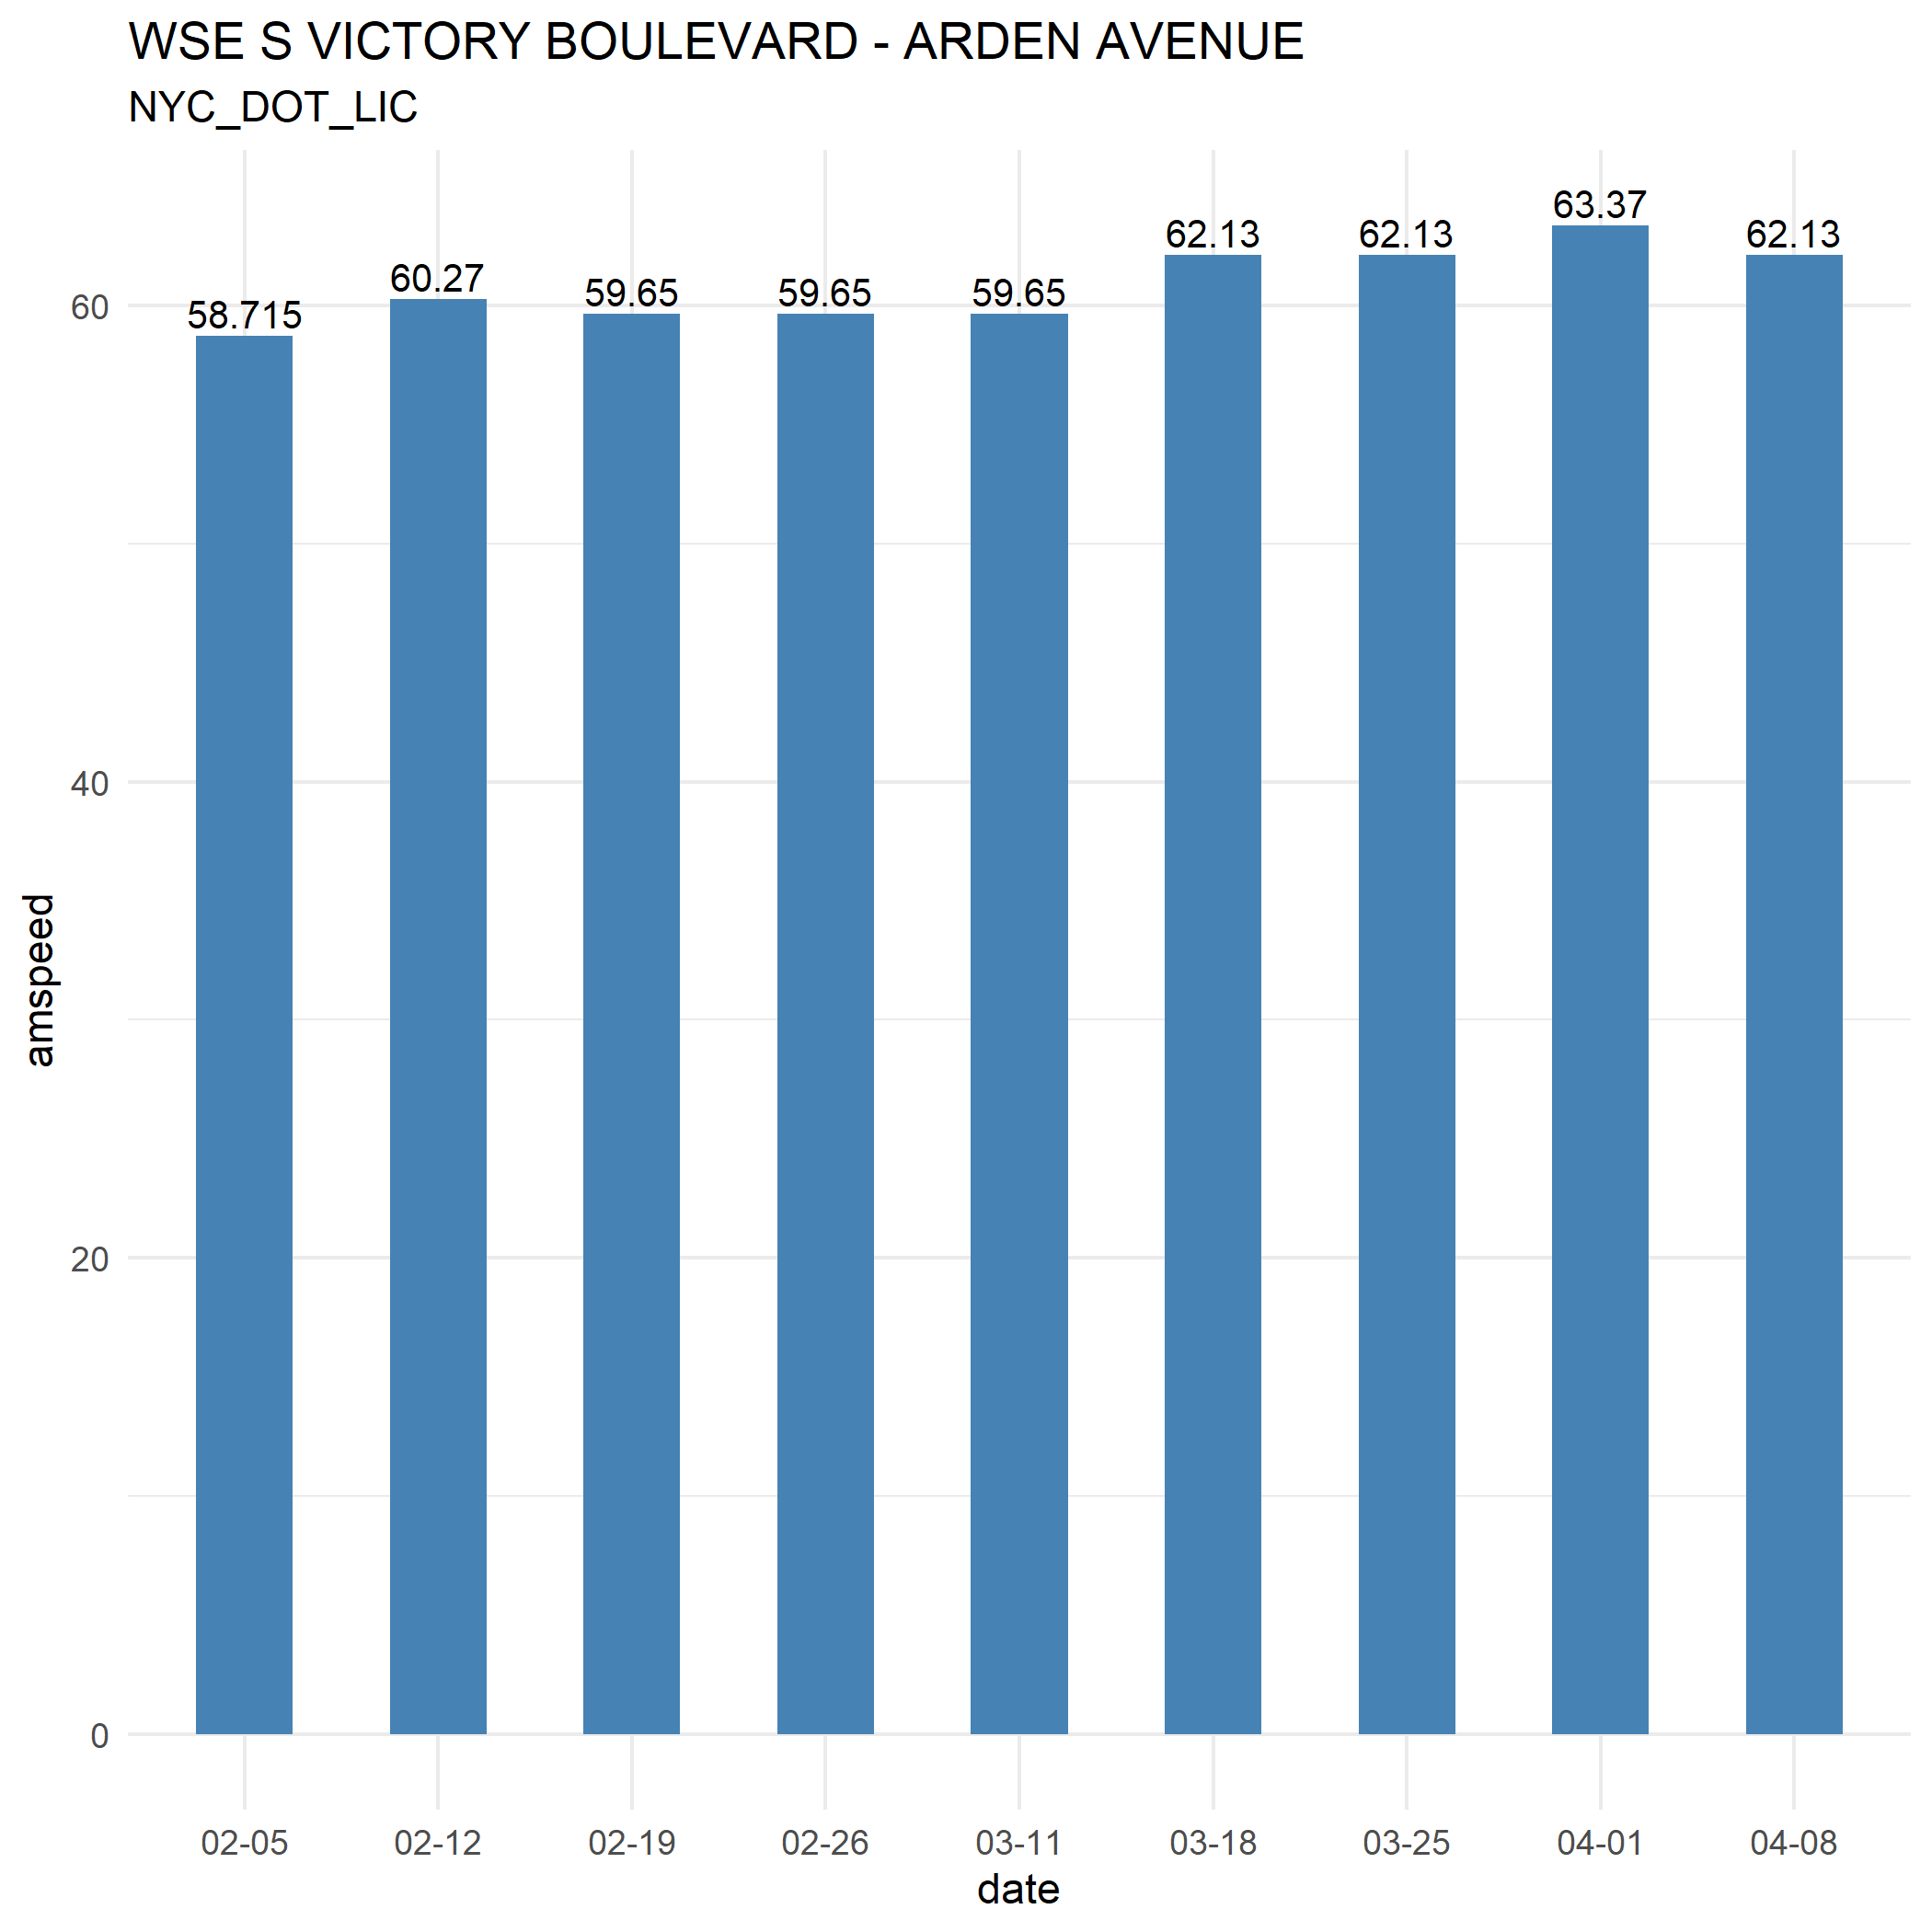 WSE S VICTORY BOULEVARD - ARDEN AVENUE
NYC_DOT_LIC
58.715 60.27 59.65 59.65 59.65 62.13 62.13 63.37 62.13
60
40
20
0
amspeed
02-05 02-12 02-19 02-26 03-11 03-18 03-25 04-01 04-08
date